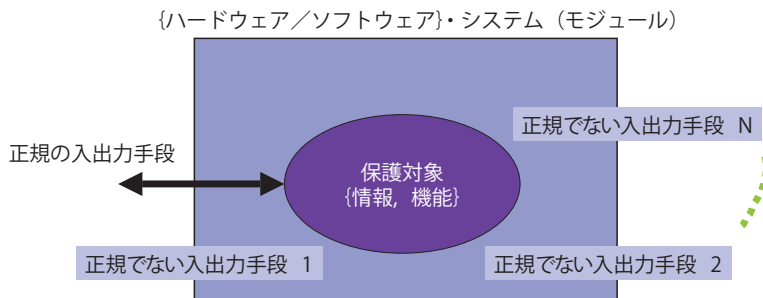 {ハードウェア／ソフトウェア}・システム（モジュール）
正規でない入出力手段 N
正規の入出力手段
保護対象
{情報，機能}
正規でない入出力手段 1
正規でない入出力手段 2